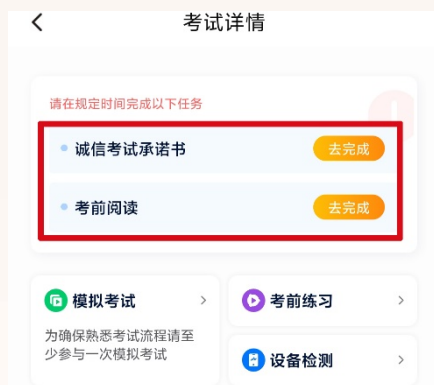 考试详情
请在规定时间完成以下任务
诚信考试承诺书
去完成
考前阅读
去完成
模拟考试
考前练习
为确保熟悉考试流程请至
少参与一次模拟考试
设备检测